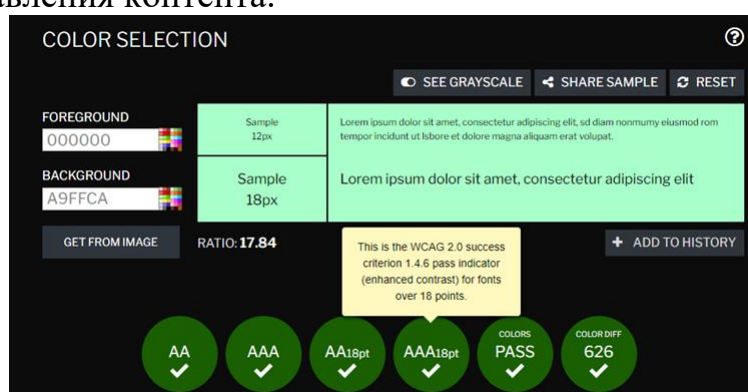 контента.
COLOR SELECTION
SEE GRAYSCALE SHARE SAMPLE RESET
FOREGROUND
000000
BACKGROUND
A9FFCA
Sample
12px
Lorem ipsum dolor sit amet, consectetur adipiscing elit, sd diam nonmumy eiusmod rom
tempor incidunt ut lsbore et dolore magna aliquam erat volupat.
Sample
18px
Lorem ipsum dolor sit amet, consectetur adipiscing elit
GET FROM IMAGE
RATIO: 17.84
This is the WCAG 2.0 success
criterion 1.4.6 pass indicator
(enhanced contrast) for fonts
over 18 points.
+ ADD TO HISTORY
AA
AAA
AA18pt
AAA18pt
COLORS
PASS
COLOR DIFF
626